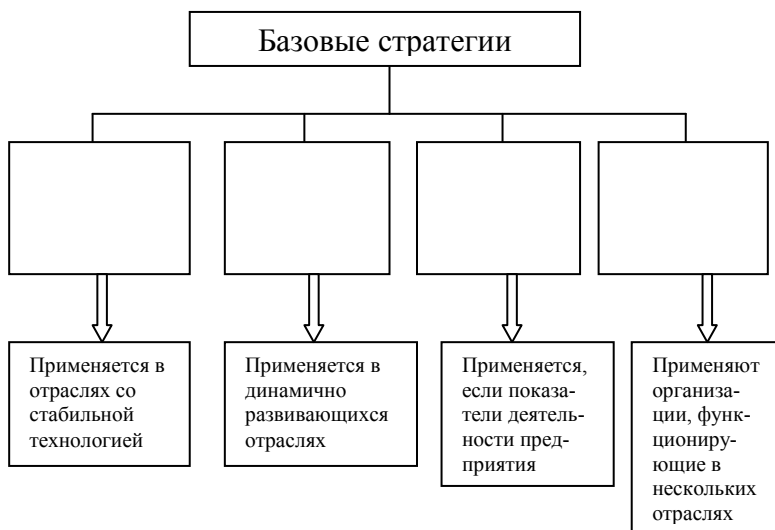 Базовые стратегии
Применяется в
отраслях со
стабильной
технологией
Применяется в
динамично
развивающихся
отраслях
Применяется,
если показа-
тели деятель-
ности пред-
приятия
Применяют
организа-
ции, функ-
ционирую-
ющие в
нескольких
отраслях